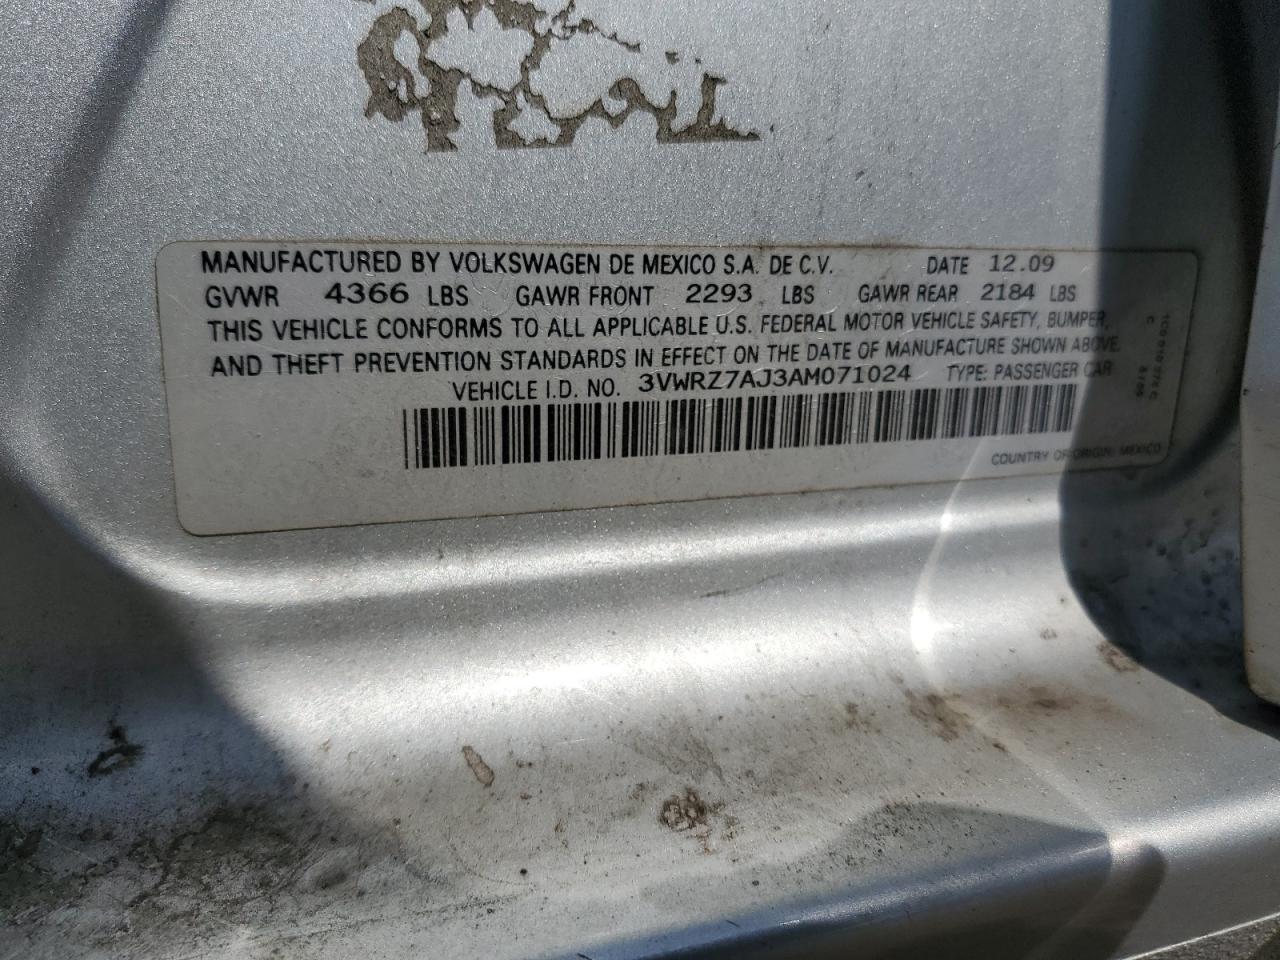 MANUFACTURED BY VOLKSWAGEN DE MEXICO S.A. DE C.V. DATE 12.09
GVWR 4366 LBS GAWR FRONT 2293 LBS GAWR REAR 2184 LBS
THIS VEHICLE CONFORMS TO ALL APPLICABLE U.S. FEDERAL MOTOR VEHICLE SAFETY, BUMPER,
AND THEFT PREVENTION STANDARDS IN EFFECT ON THE DATE OF MANUFACTURE SHOWN ABOVE.
VEHICLE I.D. NO. 3VWRZ7AJ3AM071024 TYPE: PASSENGER CAR
COUNTRY OF ORIGIN: MEXICO